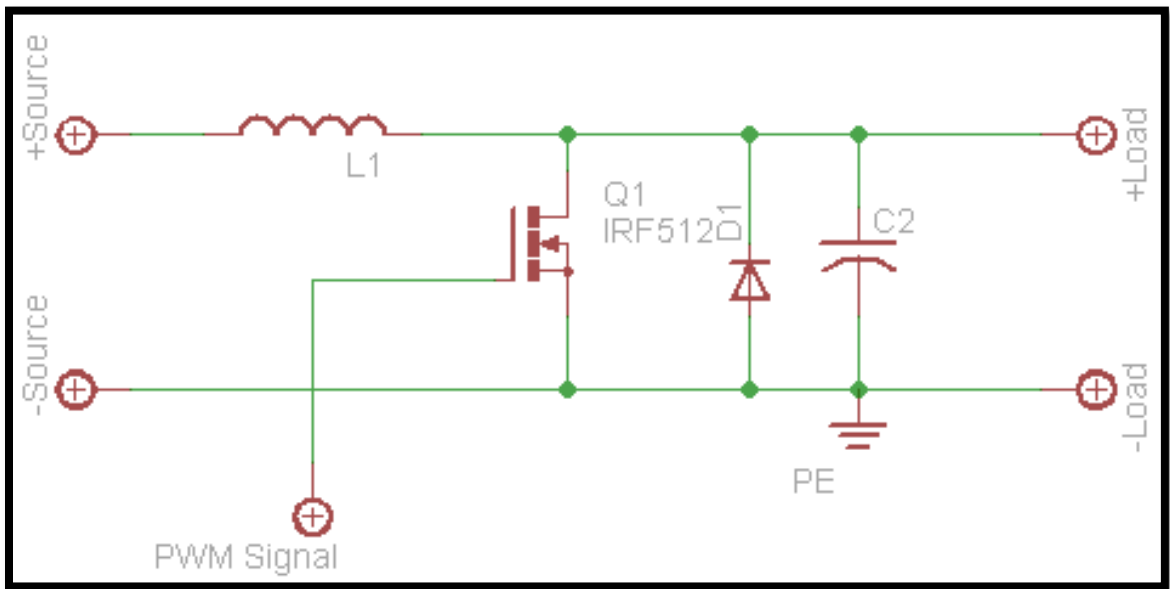 +Source
L1
Q1
IRF512
D1
C2
+Load
-Source
-Load
PE
PWM Signal